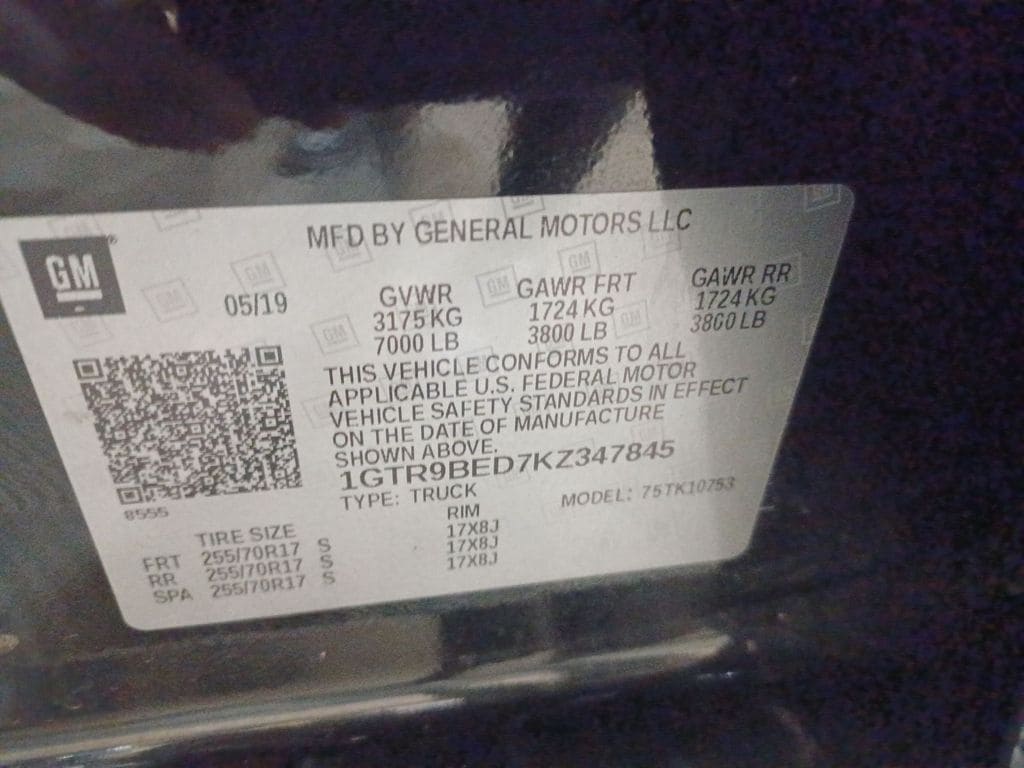 GM
MFD BY GENERAL MOTORS LLC
05/19
GVWR GAWR FRT GAWR RR
3175 KG 1724 KG 1724 KG
7000 LB 3800 LB 3800 LB
THIS VEHICLE CONFORMS TO ALL
APPLICABLE U.S. FEDERAL MOTOR
VEHICLE SAFETY STANDARDS IN EFFECT
ON THE DATE OF MANUFACTURE
SHOWN ABOVE.
1GTR9BED7KZ347845
TYPE: TRUCK MODEL: 75TK10753
8555
TIRE SIZE RIM
FRT 255/70R17 S 17X8J
RR 255/70R17 S 17X8J
SPA 255/70R17 S 17X8J